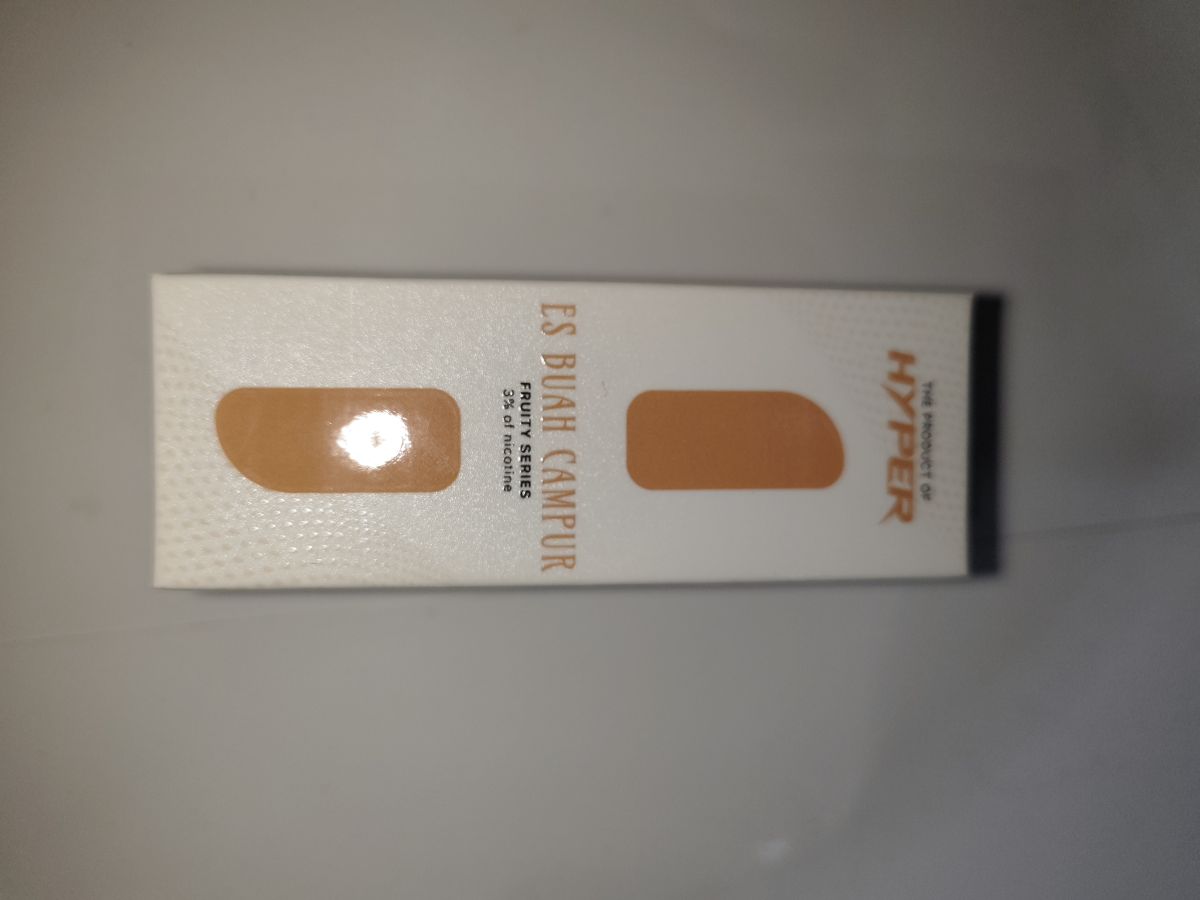 THE PRODUCT OF
HYPER
ES BUAH CAMPUR
FRUITY SERIES
3% of nicotine